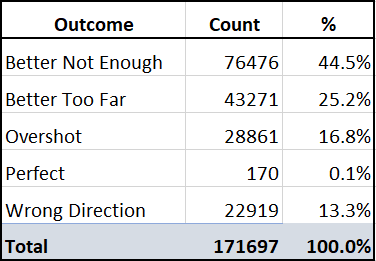 Outcome Count %
Better Not Enough 76476 44.5%
Better Too Far 43271 25.2%
Overshot 28861 16.8%
Perfect 170 0.1%
Wrong Direction 22919 13.3%
Total 171697 100.0%